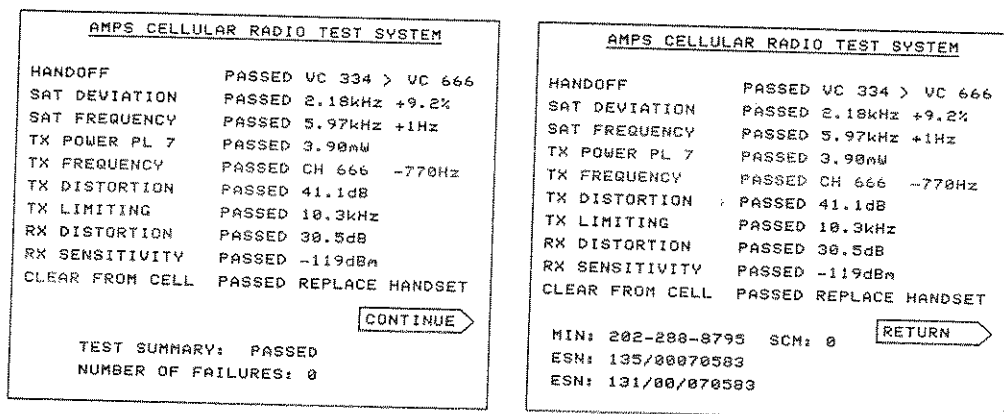 AMPS CELLULAR RADIO TEST SYSTEM
HANDOFF PASSED VC 334 > VC 666
SAT DEVIATION PASSED 2.18kHz +9.2%
SAT FREQUENCY PASSED 5.97kHz +1Hz
TX POWER PL 7 PASSED 3.90mW
TX FREQUENCY PASSED CH 666 -770Hz
TX DISTORTION PASSED 41.1dB
TX LIMITING PASSED 10.3kHz
RX DISTORTION PASSED 30.5dB
RX SENSITIVITY PASSED -119dBm
CLEAR FROM CELL PASSED REPLACE HANDSET
CONTINUE
TEST SUMMARY: PASSED
NUMBER OF FAILURES: 0
AMPS CELLULAR RADIO TEST SYSTEM
HANDOFF PASSED VC 334 > VC 666
SAT DEVIATION PASSED 2.18kHz +9.2%
SAT FREQUENCY PASSED 5.97kHz +1Hz
TX POWER PL 7 PASSED 3.90mW
TX FREQUENCY PASSED CH 666 -770Hz
TX DISTORTION PASSED 41.1dB
TX LIMITING PASSED 10.3kHz
RX DISTORTION PASSED 30.5dB
RX SENSITIVITY PASSED -119dBm
CLEAR FROM CELL PASSED REPLACE HANDSET
MIN: 202-288-8795 SCM: 0 RETURN
ESN: 135/00070583
ESN: 131/00/070583